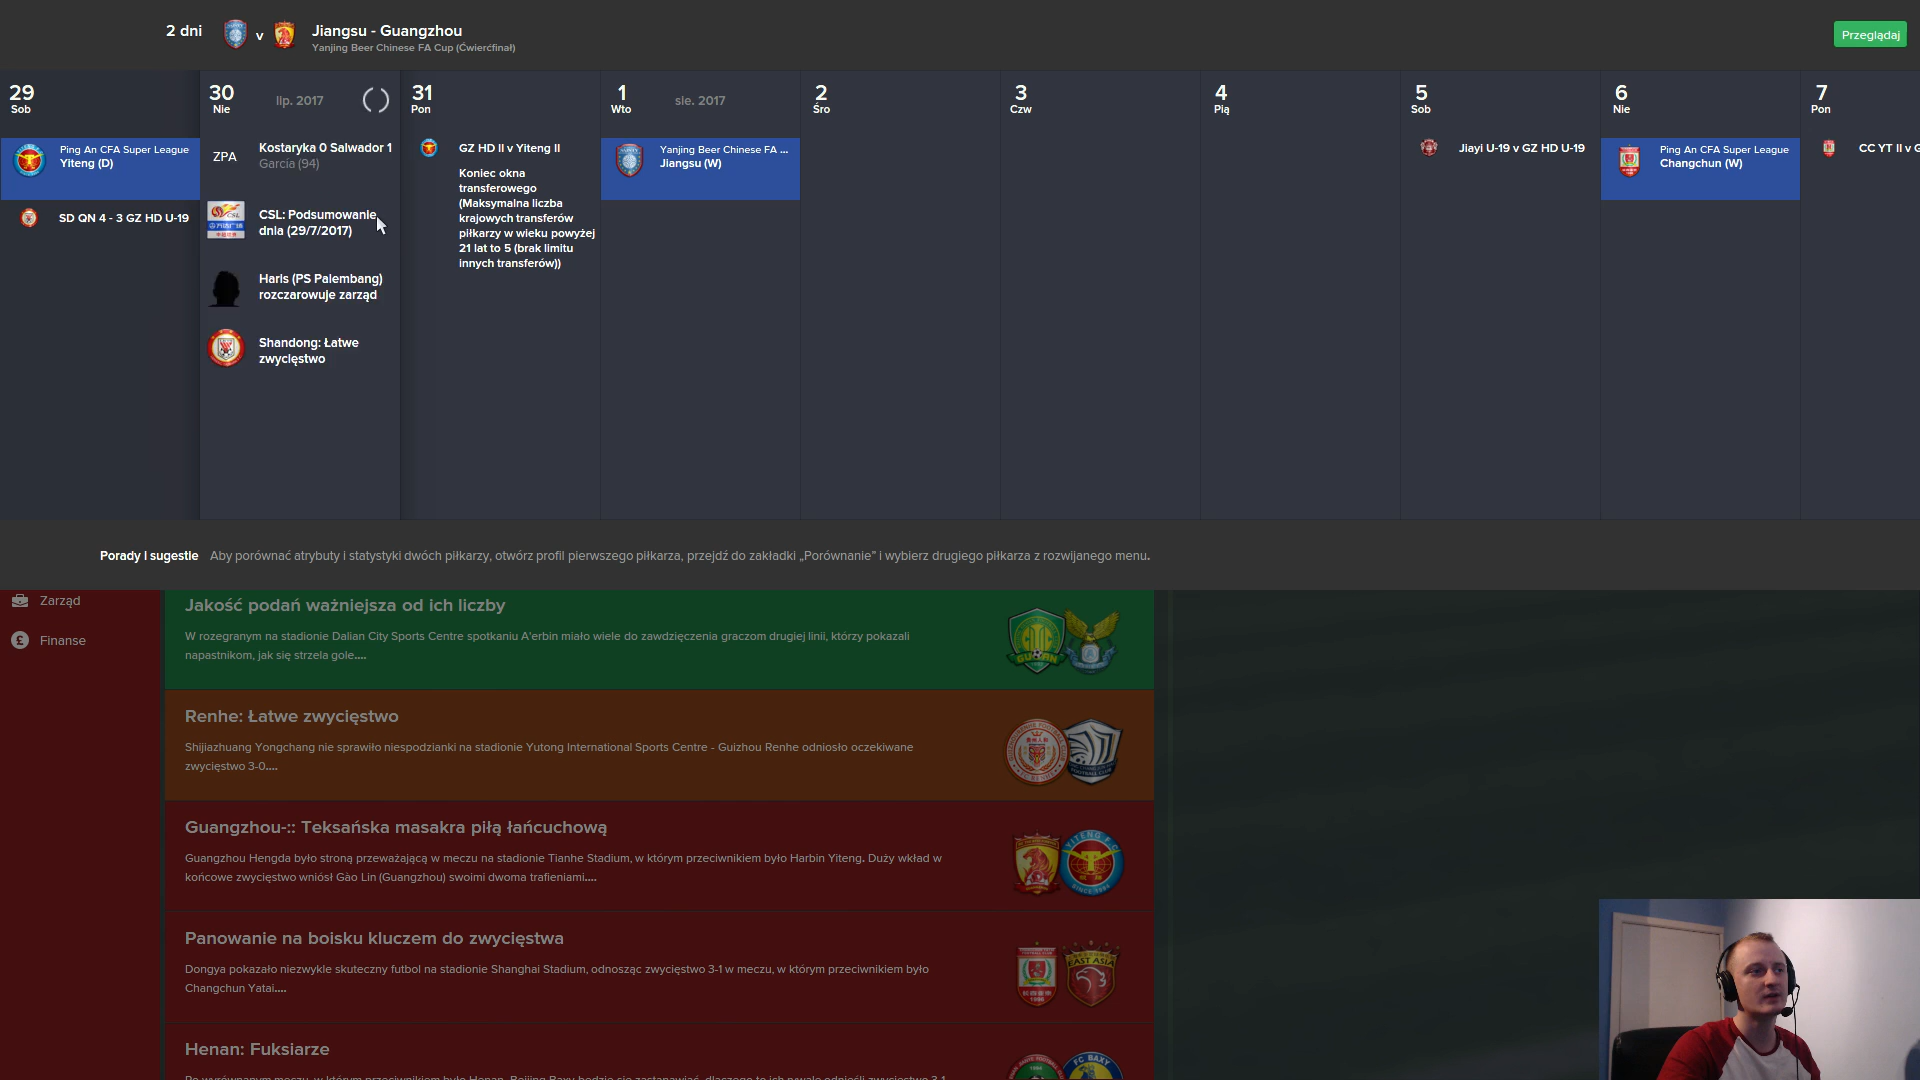 2 dni
v
Jiangsu - Guangzhou
Yanjing Beer Chinese FA Cup (Ćwierćfinał)
Przeglądaj
29
Sob
Ping An CFA Super League
Yiteng (D)
SD QN 4 - 3 GZ HD U-19
30
Nie
lip. 2017
ZPA
Kostaryka 0 Salwador 1
García (94)
CSL: Podsumowanie
dnia (29/7/2017)
Haris (PS Palembang)
rozczarowuje zarząd
Shandong: Łatwe
zwycięstwo
31
Pon
GZ HD II v Yiteng II
Koniec okna
transferowego
(Maksymalna liczba
krajowych transferów
piłkarzy w wieku powyżej
21 lat to 5 (brak limitu
innych transferów))
1
Wto
sie. 2017
Yanjing Beer Chinese FA ...
Jiangsu (W)
2
Śro
3
Czw
4
Pią
5
Sob
Jiayi U-19 v GZ HD U-19
6
Nie
Ping An CFA Super League
Changchun (W)
7
Pon
CC YT II v G
Porady i sugestie
Aby porównać atrybuty i statystyki dwóch piłkarzy, otwórz profil pierwszego piłkarza, przejdź do zakładki „Porównanie” i wybierz drugiego piłkarza z rozwijanego menu.
Zarząd
Finanse
Jakość podań ważniejsza od ich liczby
W rozegranym na stadionie Dalian City Sports Centre spotkaniu A'erbin miało wiele do zawdzięczenia graczom drugiej linii, którzy pokazali
napastnikom, jak się strzela gole....
Renhe: Łatwe zwycięstwo
Shijiazhuang Yongchang nie sprawiło niespodzianki na stadionie Yutong International Sports Centre - Guizhou Renhe odniosło oczekiwane
zwycięstwo 3-0....
Guangzhou-:: Teksańska masakra piłą łańcuchową
Guangzhou Hengda było stroną przeważającą w meczu na stadionie Tianhe Stadium, w którym przeciwnikiem było Harbin Yiteng. Duży wkład w
końcowe zwycięstwo wniósł Gào Lín (Guangzhou) swoimi dwoma trafieniami....
Panowanie na boisku kluczem do zwycięstwa
Dongya pokazało niezwykle skuteczny futbol na stadionie Shanghai Stadium, odnosząc zwycięstwo 3-1 w meczu, w którym przeciwnikiem było
Changchun Yatai....
EAST ASIA
Henan: Fuksiarze
FC BAXY